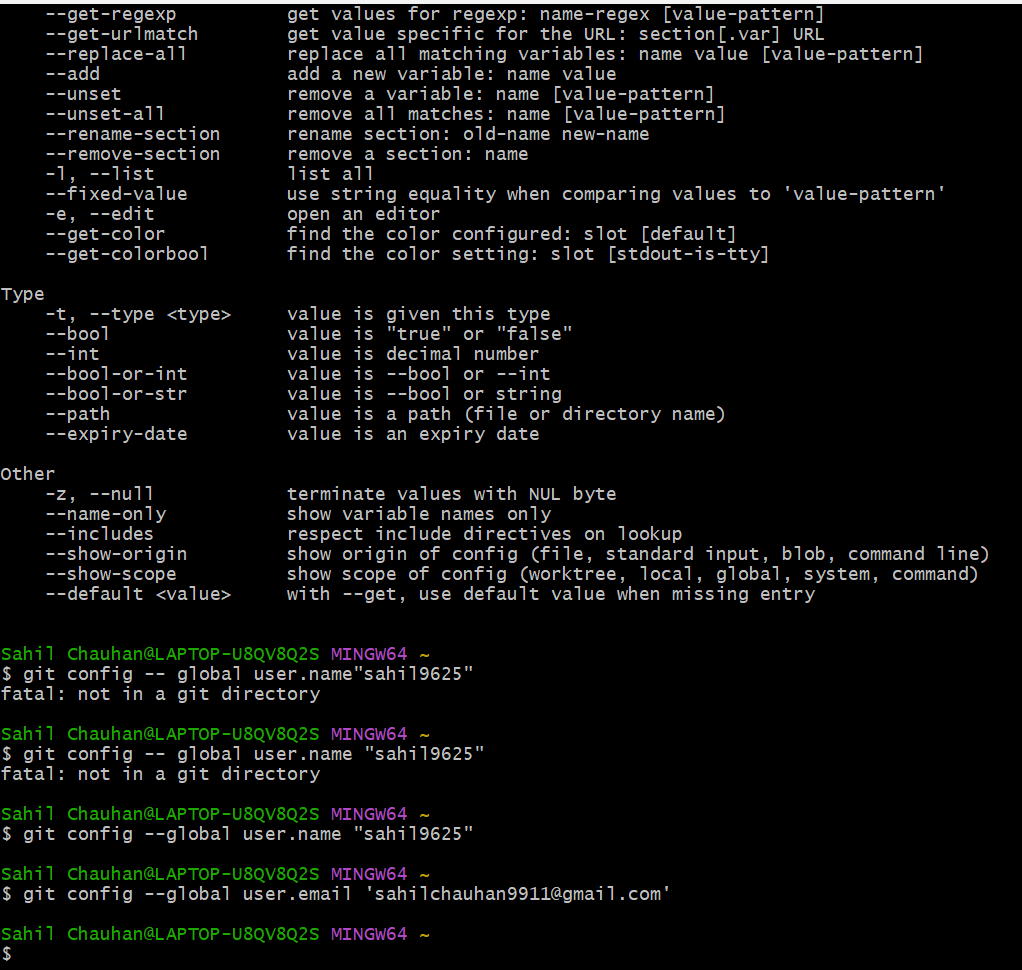 --get-regexp          get values for regexp: name-regex [value-pattern]
--get-urlmatch        get value specific for the URL: section[.var] URL
--replace-all         replace all matching variables: name value [value-pattern]
--add                 add a new variable: name value
--unset               remove a variable: name [value-pattern]
--unset-all           remove all matches: name [value-pattern]
--rename-section      rename section: old-name new-name
--remove-section      remove a section: name
-l, --list            list all
--fixed-value         use string equality when comparing values to 'value-pattern'
-e, --edit            open an editor
--get-color           find the color configured: slot [default]
--get-colorbool       find the color setting: slot [stdout-is-tty]
Type
-t, --type <type>     value is given this type
--bool                value is "true" or "false"
--int                 value is decimal number
--bool-or-int         value is --bool or --int
--bool-or-str         value is --bool or string
--path                value is a path (file or directory name)
--expiry-date         value is an expiry date
Other
-z, --null            terminate values with NUL byte
--name-only           show variable names only
--includes            respect include directives on lookup
--show-origin         show origin of config (file, standard input, blob, command line)
--show-scope          show scope of config (worktree, local, global, system, command)
--default <value>     with --get, use default value when missing entry
Sahil Chauhan@LAPTOP-U8QV8Q2S MINGW64 ~
$ git config -- global user.name"sahil9625"
fatal: not in a git directory
Sahil Chauhan@LAPTOP-U8QV8Q2S MINGW64 ~
$ git config -- global user.name "sahil9625"
fatal: not in a git directory
Sahil Chauhan@LAPTOP-U8QV8Q2S MINGW64 ~
$ git config --global user.name "sahil9625"
Sahil Chauhan@LAPTOP-U8QV8Q2S MINGW64 ~
$ git config --global user.email 'sahilchauhan9911@gmail.com'
Sahil Chauhan@LAPTOP-U8QV8Q2S MINGW64 ~
$